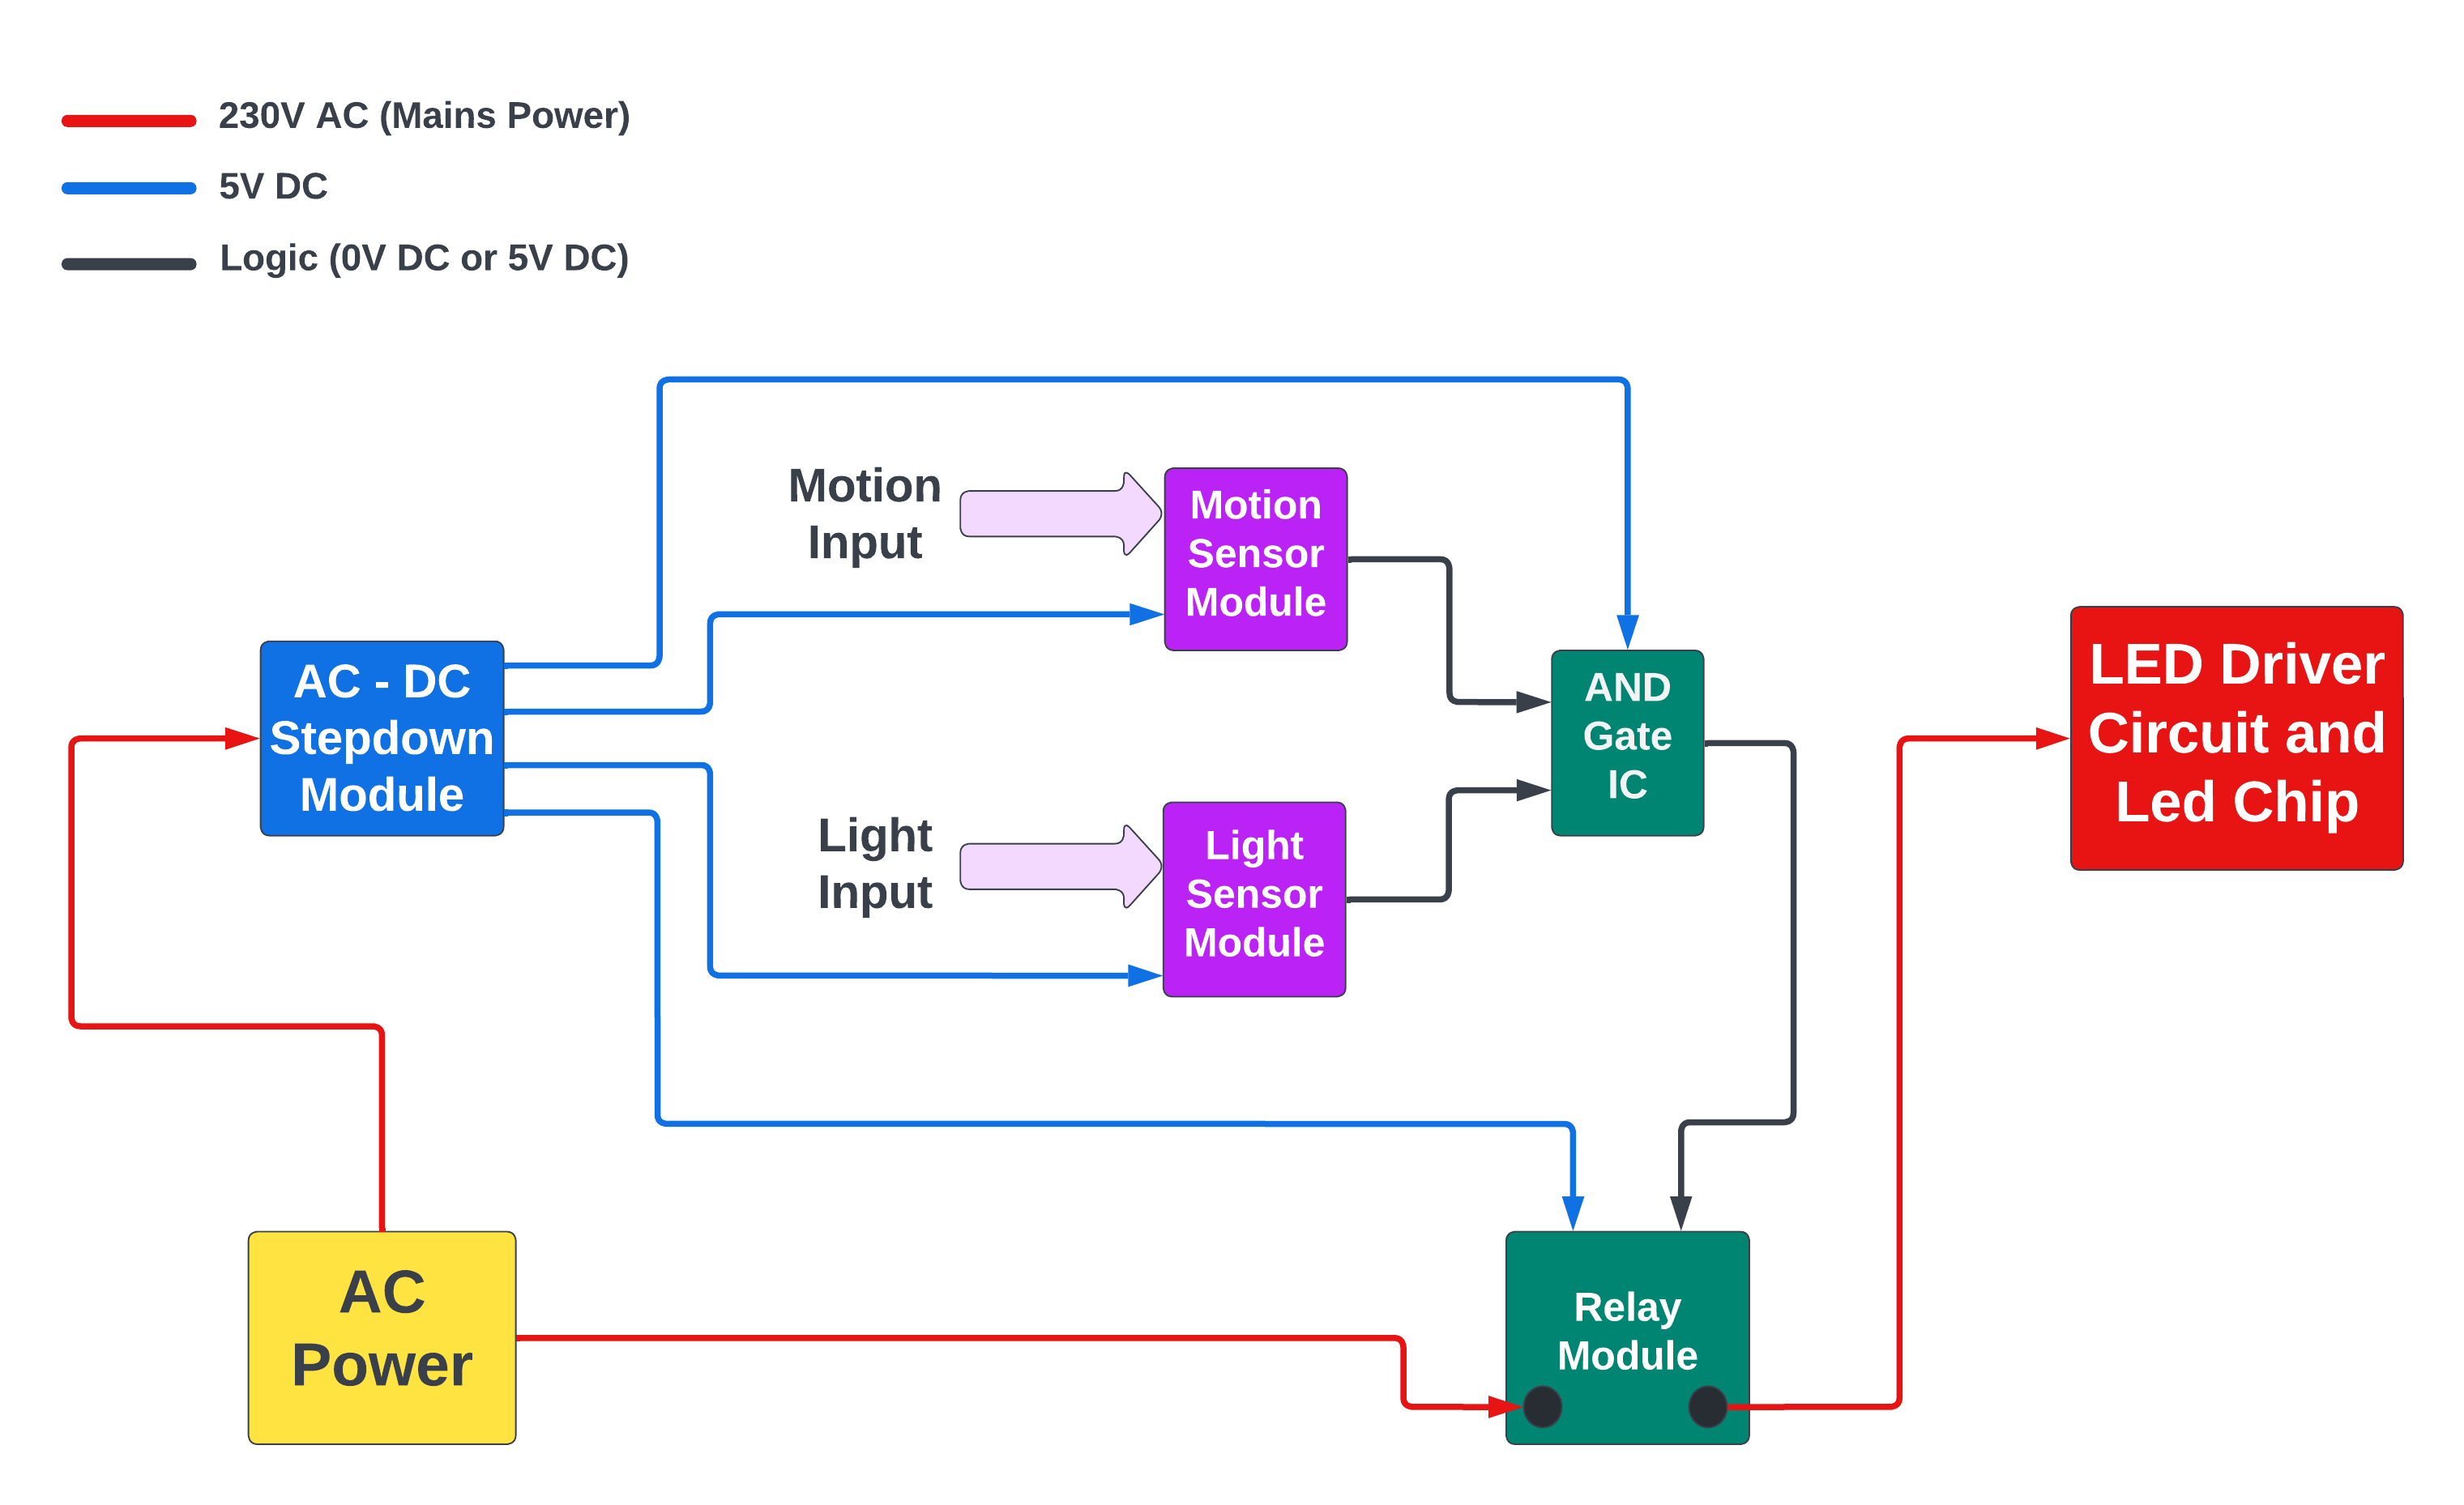 230V AC (Mains Power)
5V DC
Logic (0V DC or 5V DC)
Motion
Input
Motion
Sensor
Module
AC - DC
Stepdown
Module
AND
Gate
IC
LED Driver
Circuit and
Led Chip
Light
Input
Light
Sensor
Module
AC
Power
Relay
Module